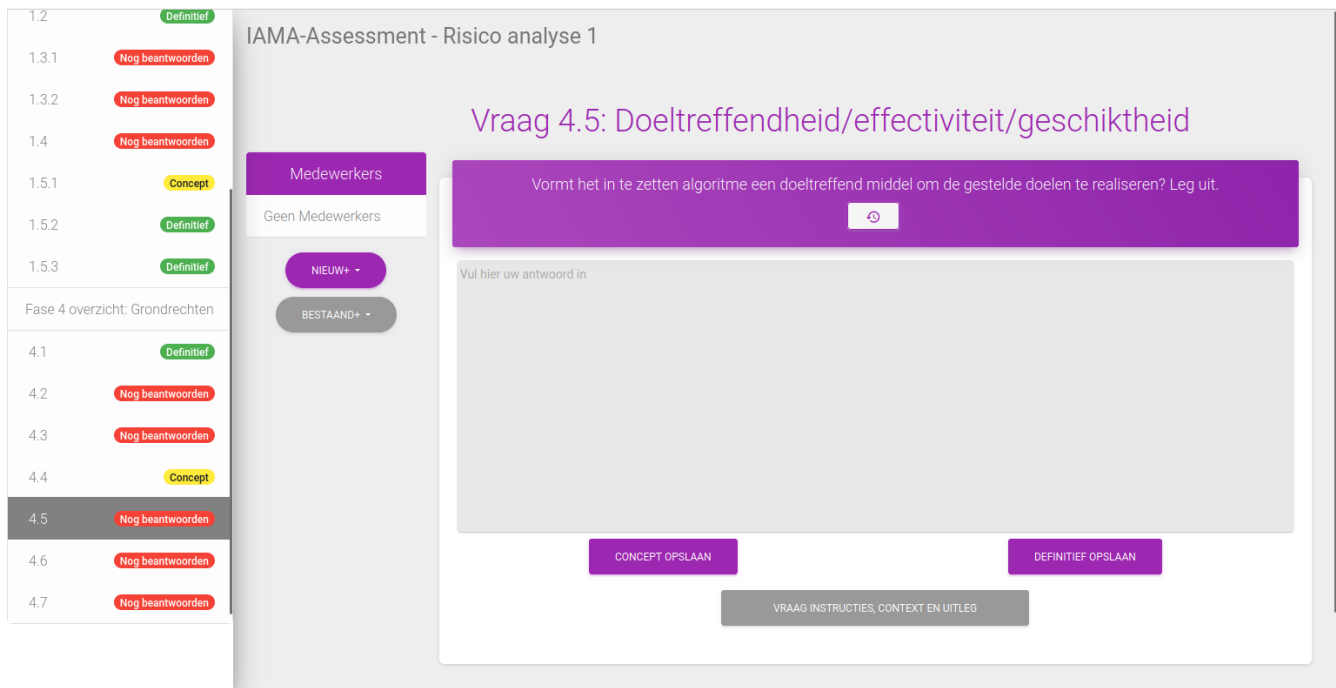 1.2 Definitief
1.3.1 Nog beantwoorden
1.3.2 Nog beantwoorden
1.4 Nog beantwoorden
1.5.1 Concept
1.5.2 Definitief
1.5.3 Definitief
Fase 4 overzicht: Grondrechten
4.1 Definitief
4.2 Nog beantwoorden
4.3 Nog beantwoorden
4.4 Concept
4.5 Nog beantwoorden
4.6 Nog beantwoorden
4.7 Nog beantwoorden
IAMA-Assessment - Risico analyse 1
Vraag 4.5: Doeltreffendheid/effectiviteit/geschiktheid
Medewerkers
Geen Medewerkers
NIEUW+
BESTAAND+
Vormt het in te zetten algoritme een doeltreffend middel om de gestelde doelen te realiseren? Leg uit.
Vul hier uw antwoord in
CONCEPT OPSLAAN
DEFINITIEF OPSLAAN
VRAAG INSTRUCTIES, CONTEXT EN UITLEG